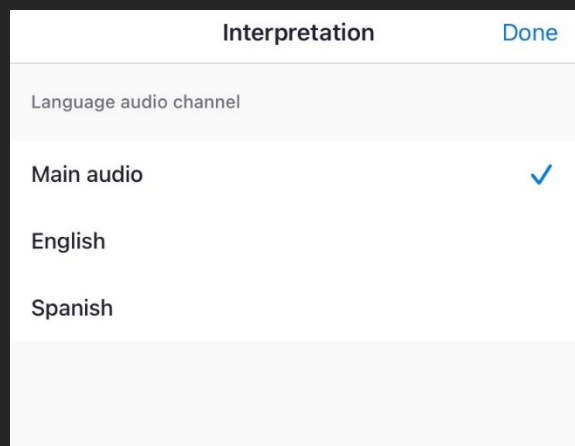 Interpretation Done
Language audio channel
Main audio
English
Spanish